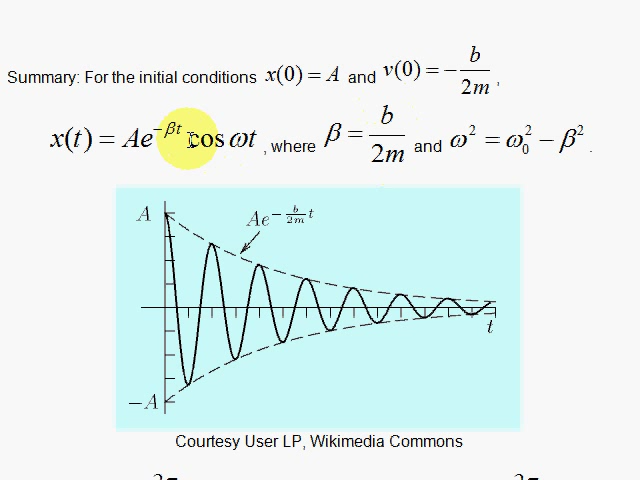 Summary: For the initial conditions x(0) = A and v(0) = −b/2m ,
x(t) = Ae^−βt cos ωt , where β = b/2m and ω² = ω₀² − β² .
A
Ae^−(b/2m)t
t
−A
Courtesy User LP, Wikimedia Commons